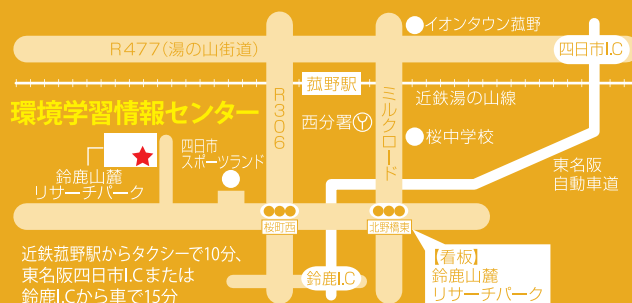 イオンタウン菰野
R477(湯の山街道)
四日市I.C
菰野駅
近鉄湯の山線
環境学習情報センター
R306
ミルクロード
西分署
桜中学校
四日市
スポーツランド
東名阪
自動車道
鈴鹿山麓
リサーチパーク
桜町西
北野橋東
近鉄菰野駅からタクシーで10分、
東名阪四日市I.Cまたは
鈴鹿I.Cから車で15分
鈴鹿I.C
【看板】
鈴鹿山麓
リサーチパーク